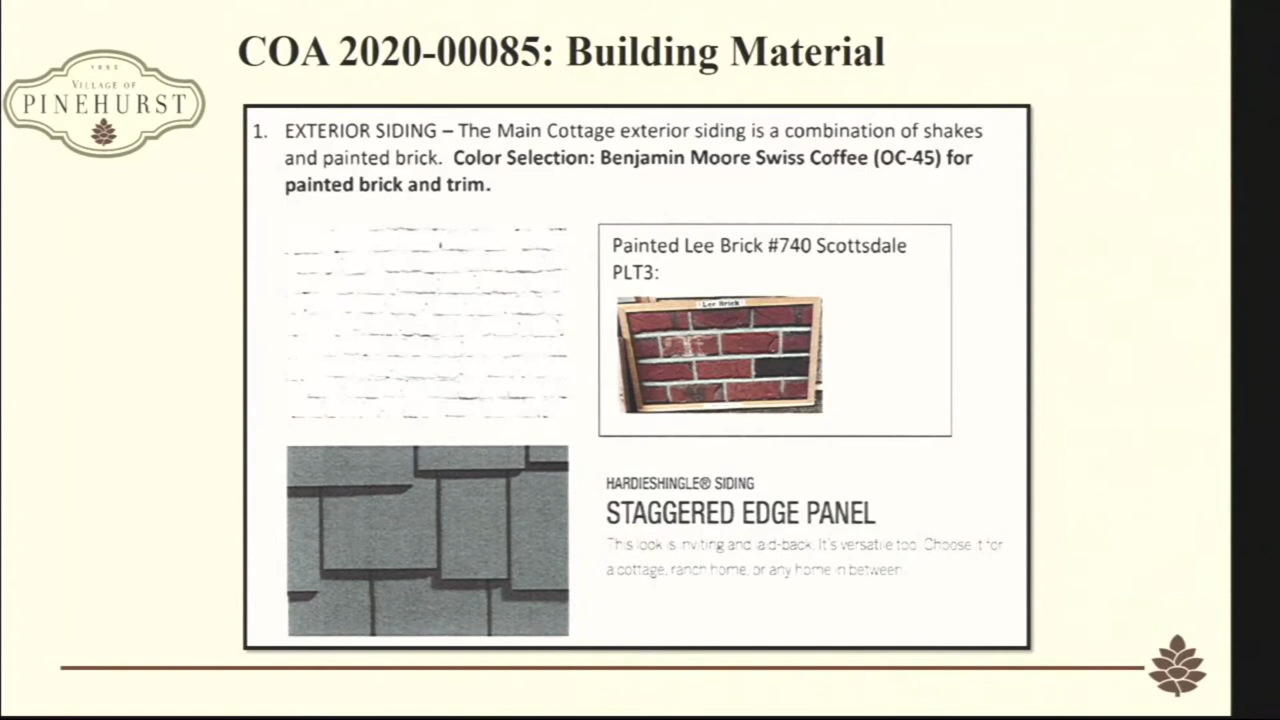 COA 2020-00085: Building Material
1895
VILLAGE OF
PINEHURST
1. EXTERIOR SIDING – The Main Cottage exterior siding is a combination of shakes
and painted brick. Color Selection: Benjamin Moore Swiss Coffee (OC-45) for
painted brick and trim.
Painted Lee Brick #740 Scottsdale
PLT3:
Lee Brick
HARDIESHINGLE® SIDING
STAGGERED EDGE PANEL
This look is inviting and laid-back. It's versatile too. Choose it for
a cottage, ranch home, or any home in between.